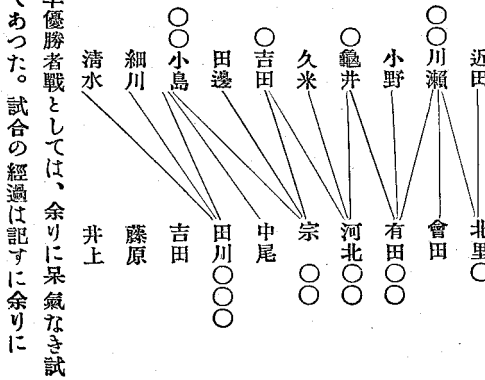 近田
○○川瀨
小野
○龜井
久米
○吉田
田邊
○○小島
細川
清水
北里○
會田
有田○○
河北○○
宗○○
中尾
田川○○○
吉田
藤原
井上
優勝者戰としては、余りに呆氣なき試
であつた。試合の經過は記すに余りに